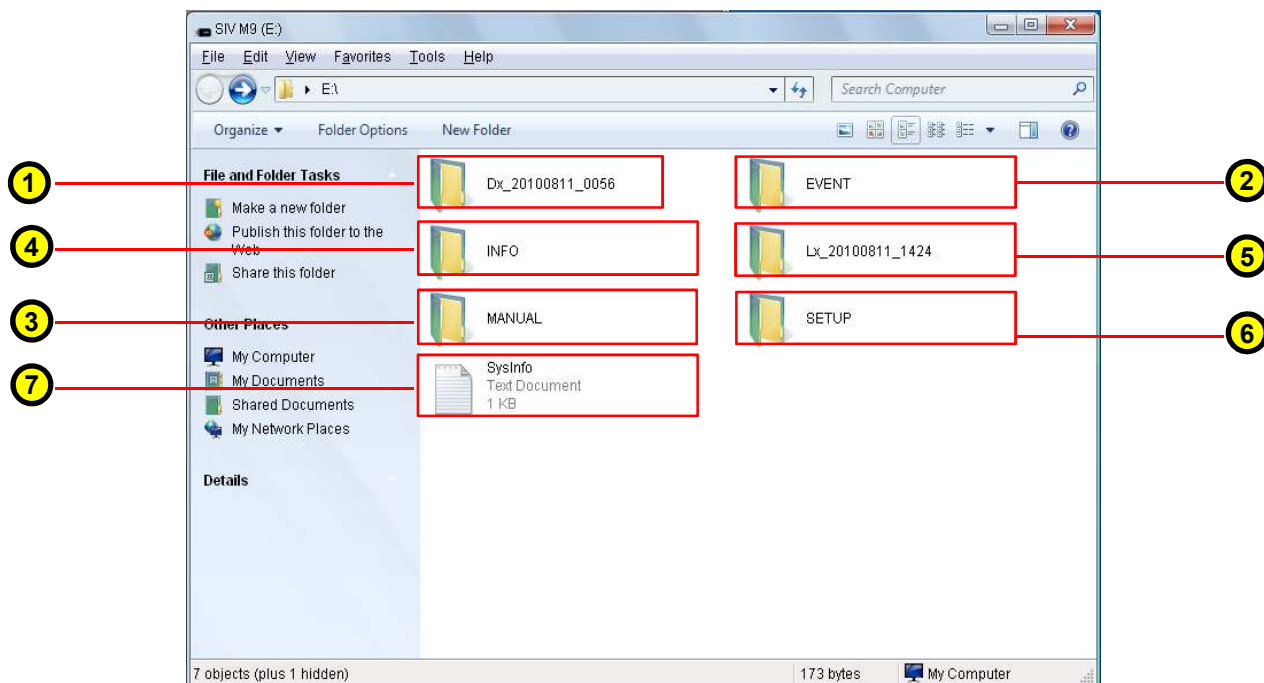 SIV M9 (E:)
File Edit View Favorites Tools Help
E:\
Search Computer
Organize Folder Options New Folder
File and Folder Tasks
Make a new folder
Publish this folder to the
Web
Share this folder
Other Places
My Computer
My Documents
Shared Documents
My Network Places
Details
1
Dx_20100811_0056
EVENT
2
4
INFO
Lx_20100811_1424
5
3
MANUAL
SETUP
6
7
SysInfo
Text Document
1 KB
7 objects (plus 1 hidden)
173 bytes
My Computer